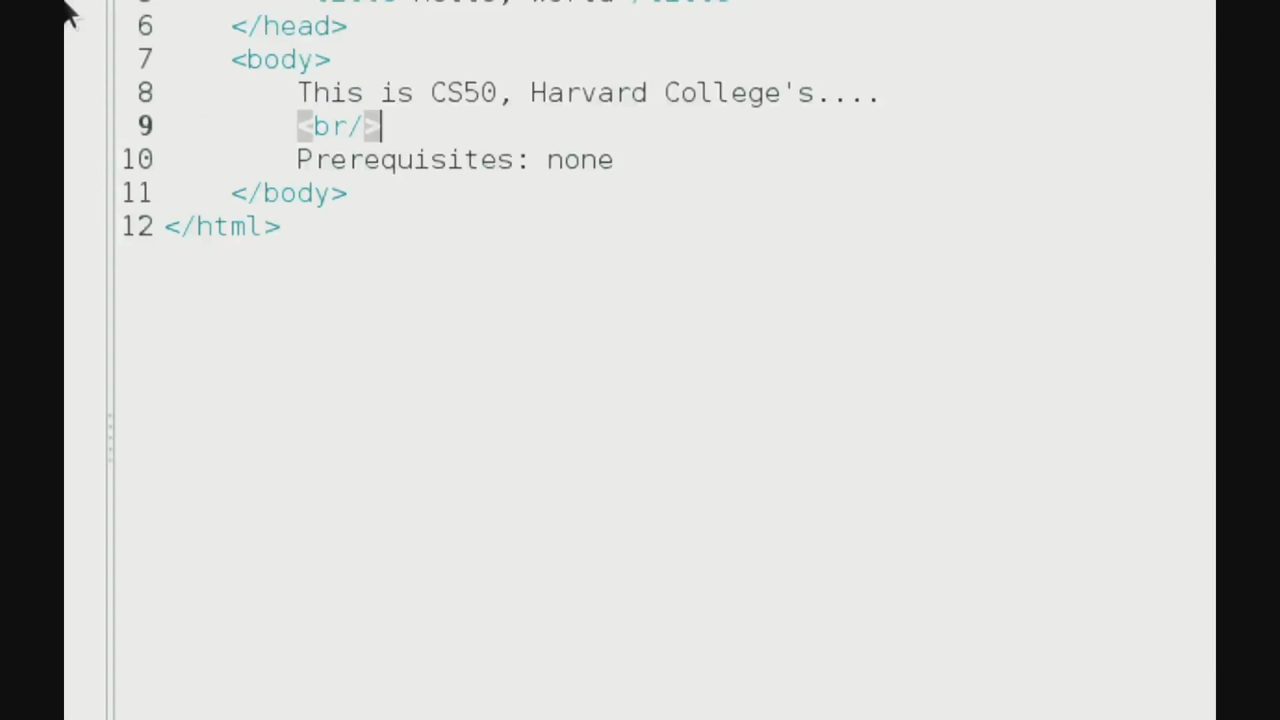 6 </head>
7 <body>
8 This is CS50, Harvard College's....
9 <br/>
10 Prerequisites: none
11 </body>
12 </html>